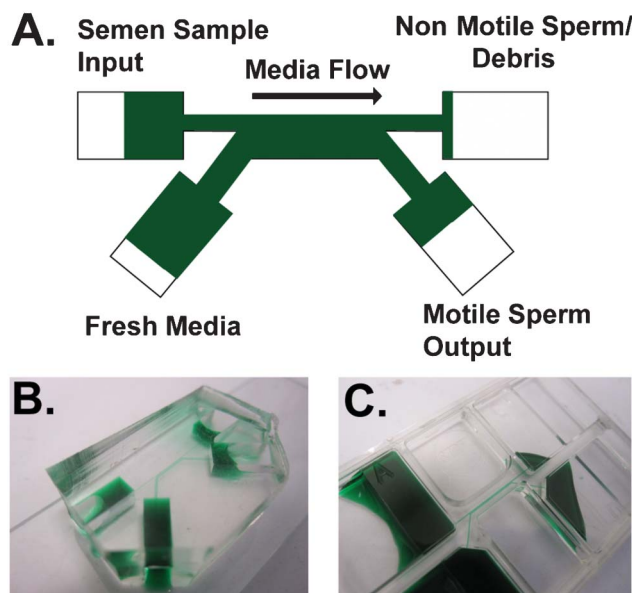 A.
Semen Sample
Input
Media Flow
Non Motile Sperm/
Debris
Fresh Media
Motile Sperm
Output
B.
C.
A